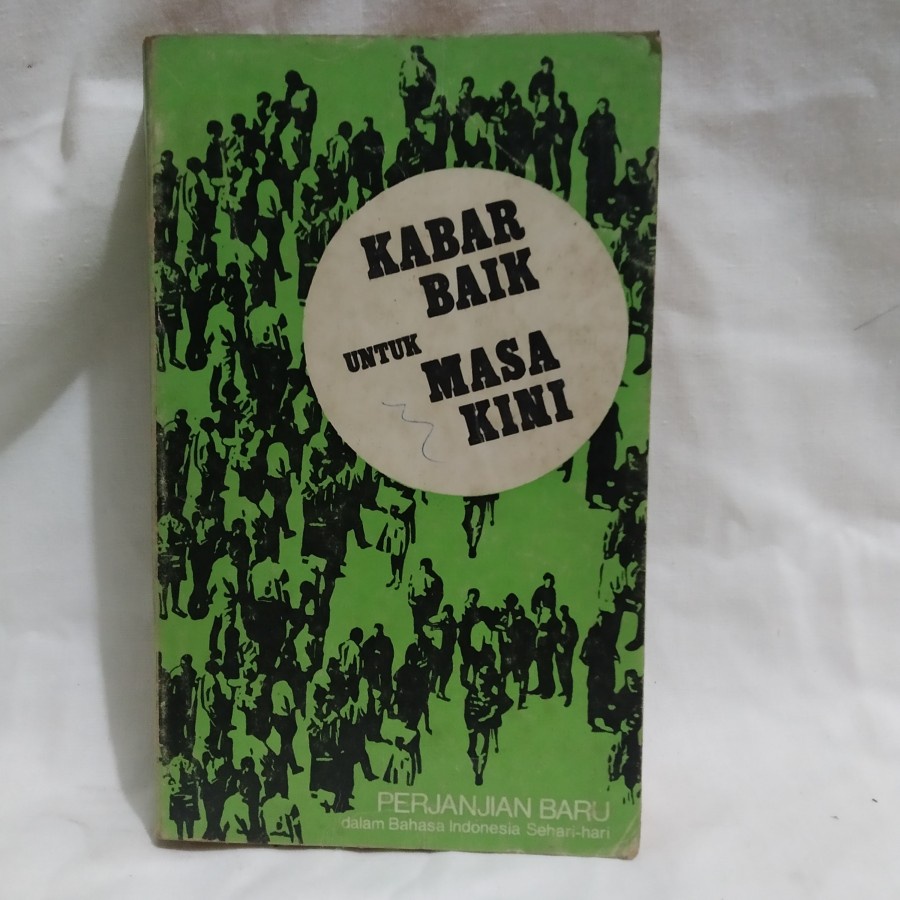 KABAR
BAIK
UNTUK
MASA
KINI
PERJANJIAN BARU
dalam Bahasa Indonesia Sehari-hari